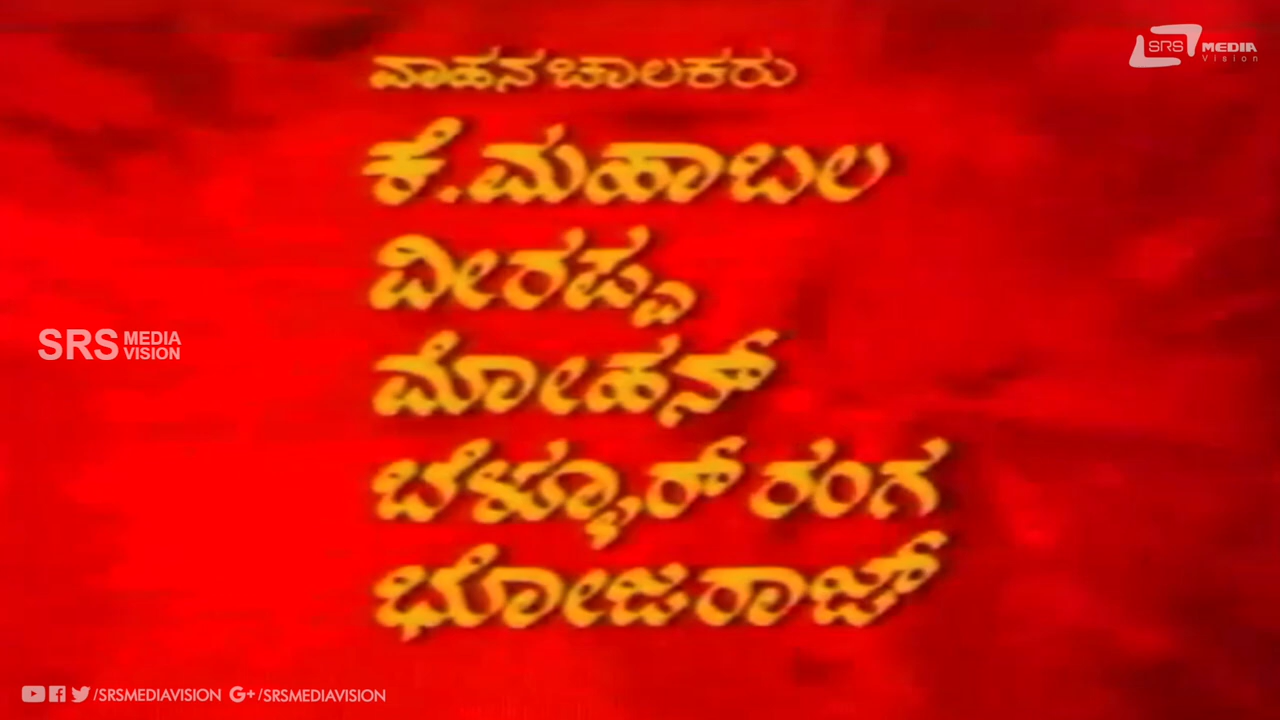 ವಾಹನ ಚಾಲಕರು
ಕೆ.ಮಹಾಬಲ
ವೀರಪ್ಪ
ಮೋಹನ್
ಬೆಳ್ಳೂರ್ ರಂಗ
ಭೋಜರಾಜ್
SRS MEDIA
Vision
SRS MEDIA
VISION
/SRSMEDIAVISION G+/SRSMEDIAVISION